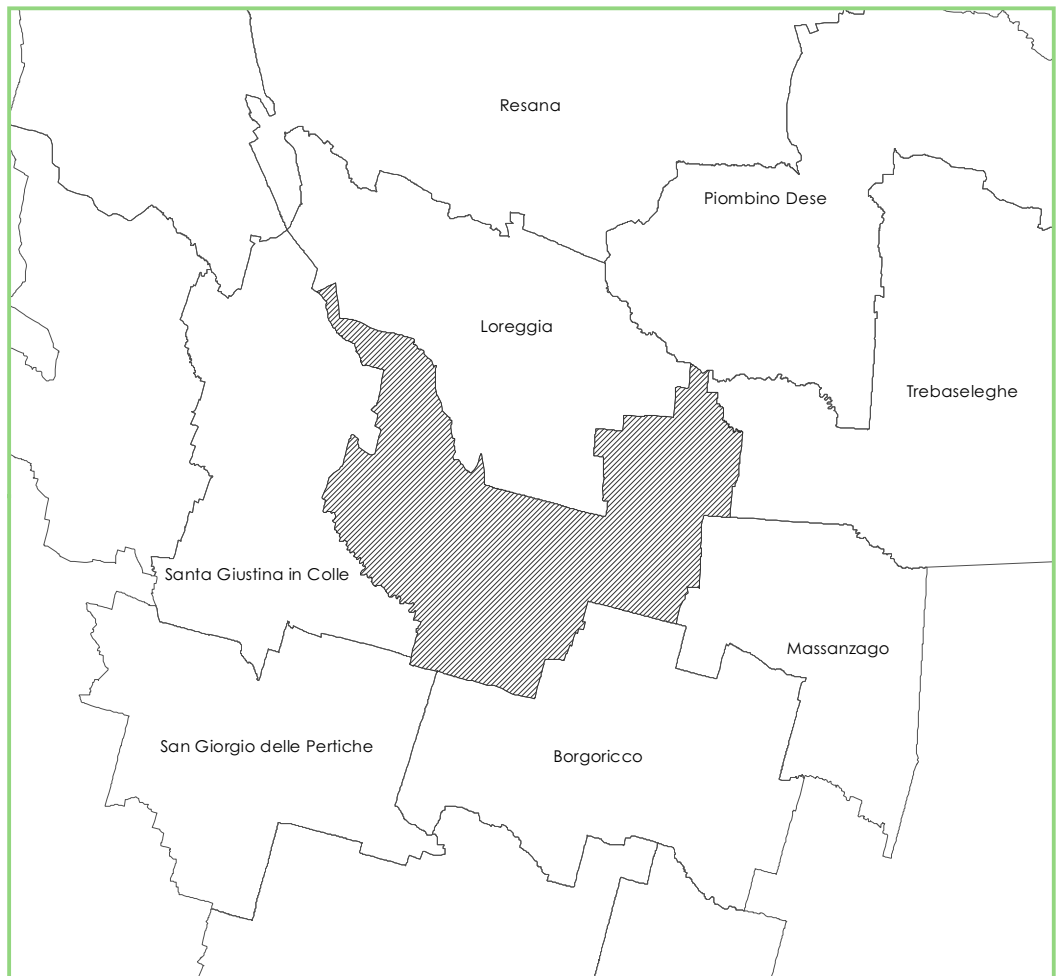 Resana
Piombino Dese
Loreggia
Trebaseleghe
Santa Giustina in Colle
Massanzago
San Giorgio delle Pertiche
Borgoricco